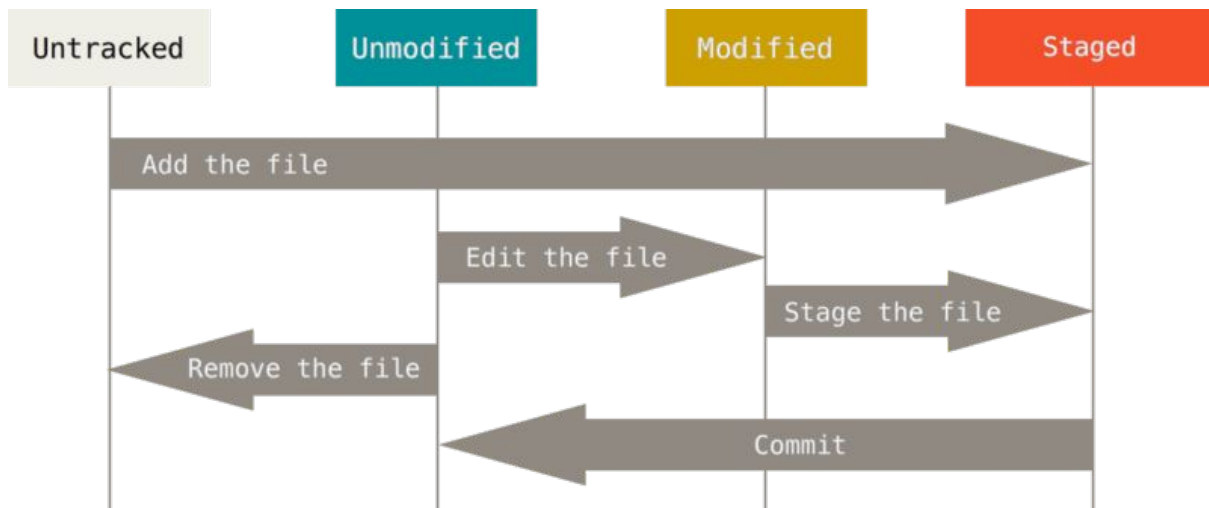 Untracked
Unmodified
Modified
Staged
Add the file
Edit the file
Stage the file
Remove the file
Commit